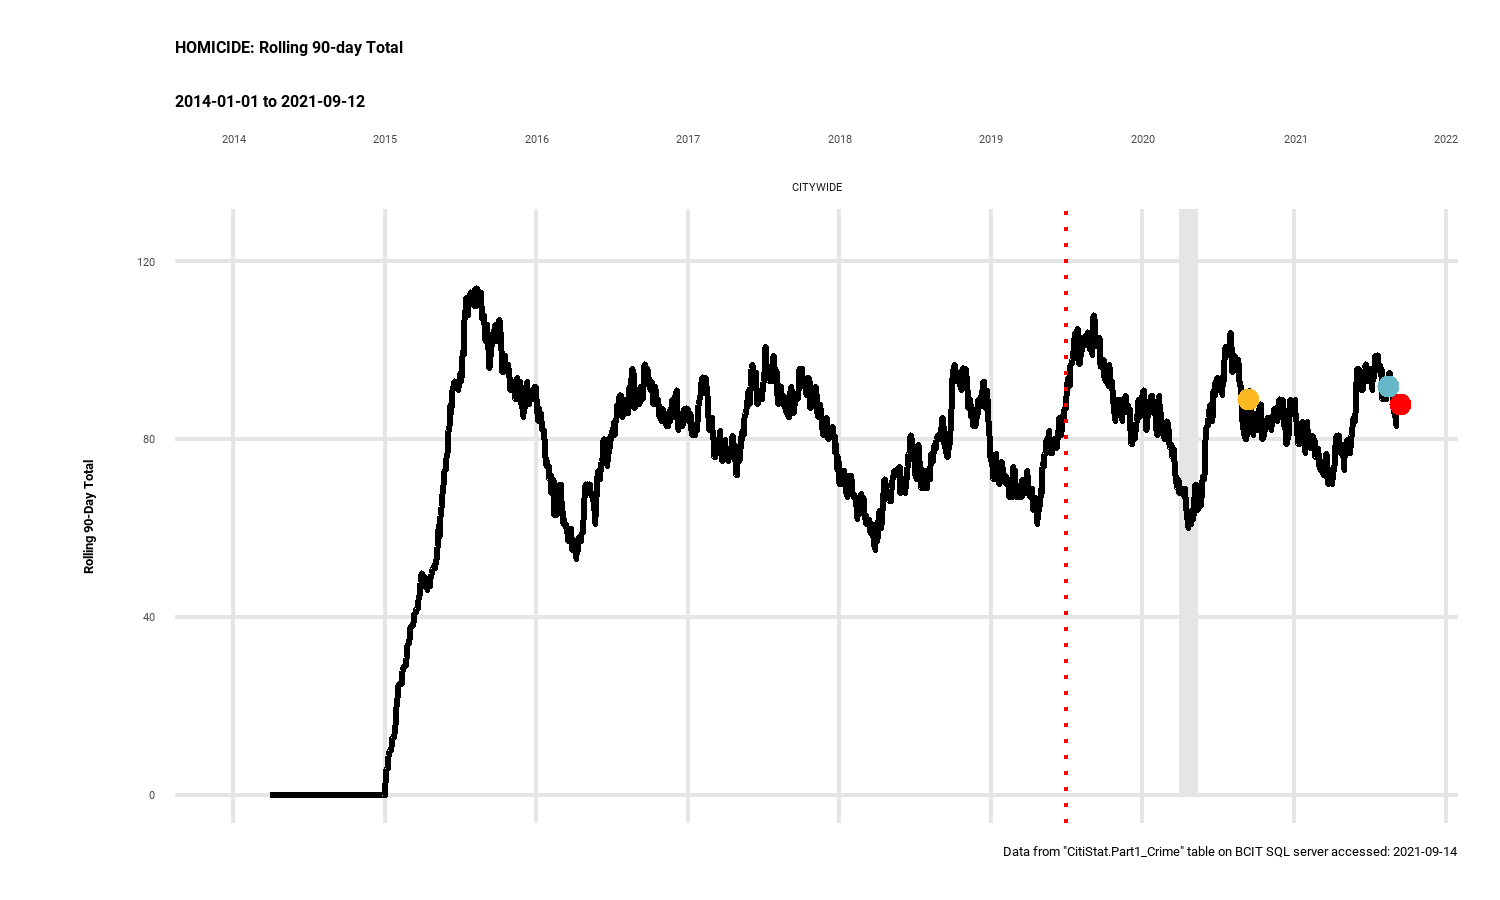 HOMICIDE: Rolling 90-day Total
2014-01-01 to 2021-09-12
2014 2015 2016 2017 2018 2019 2020 2021 2022
CITYWIDE
120
80
40
0
Rolling 90-Day Total
Data from "CitiStat.Part1_Crime" table on BCIT SQL server accessed: 2021-09-14